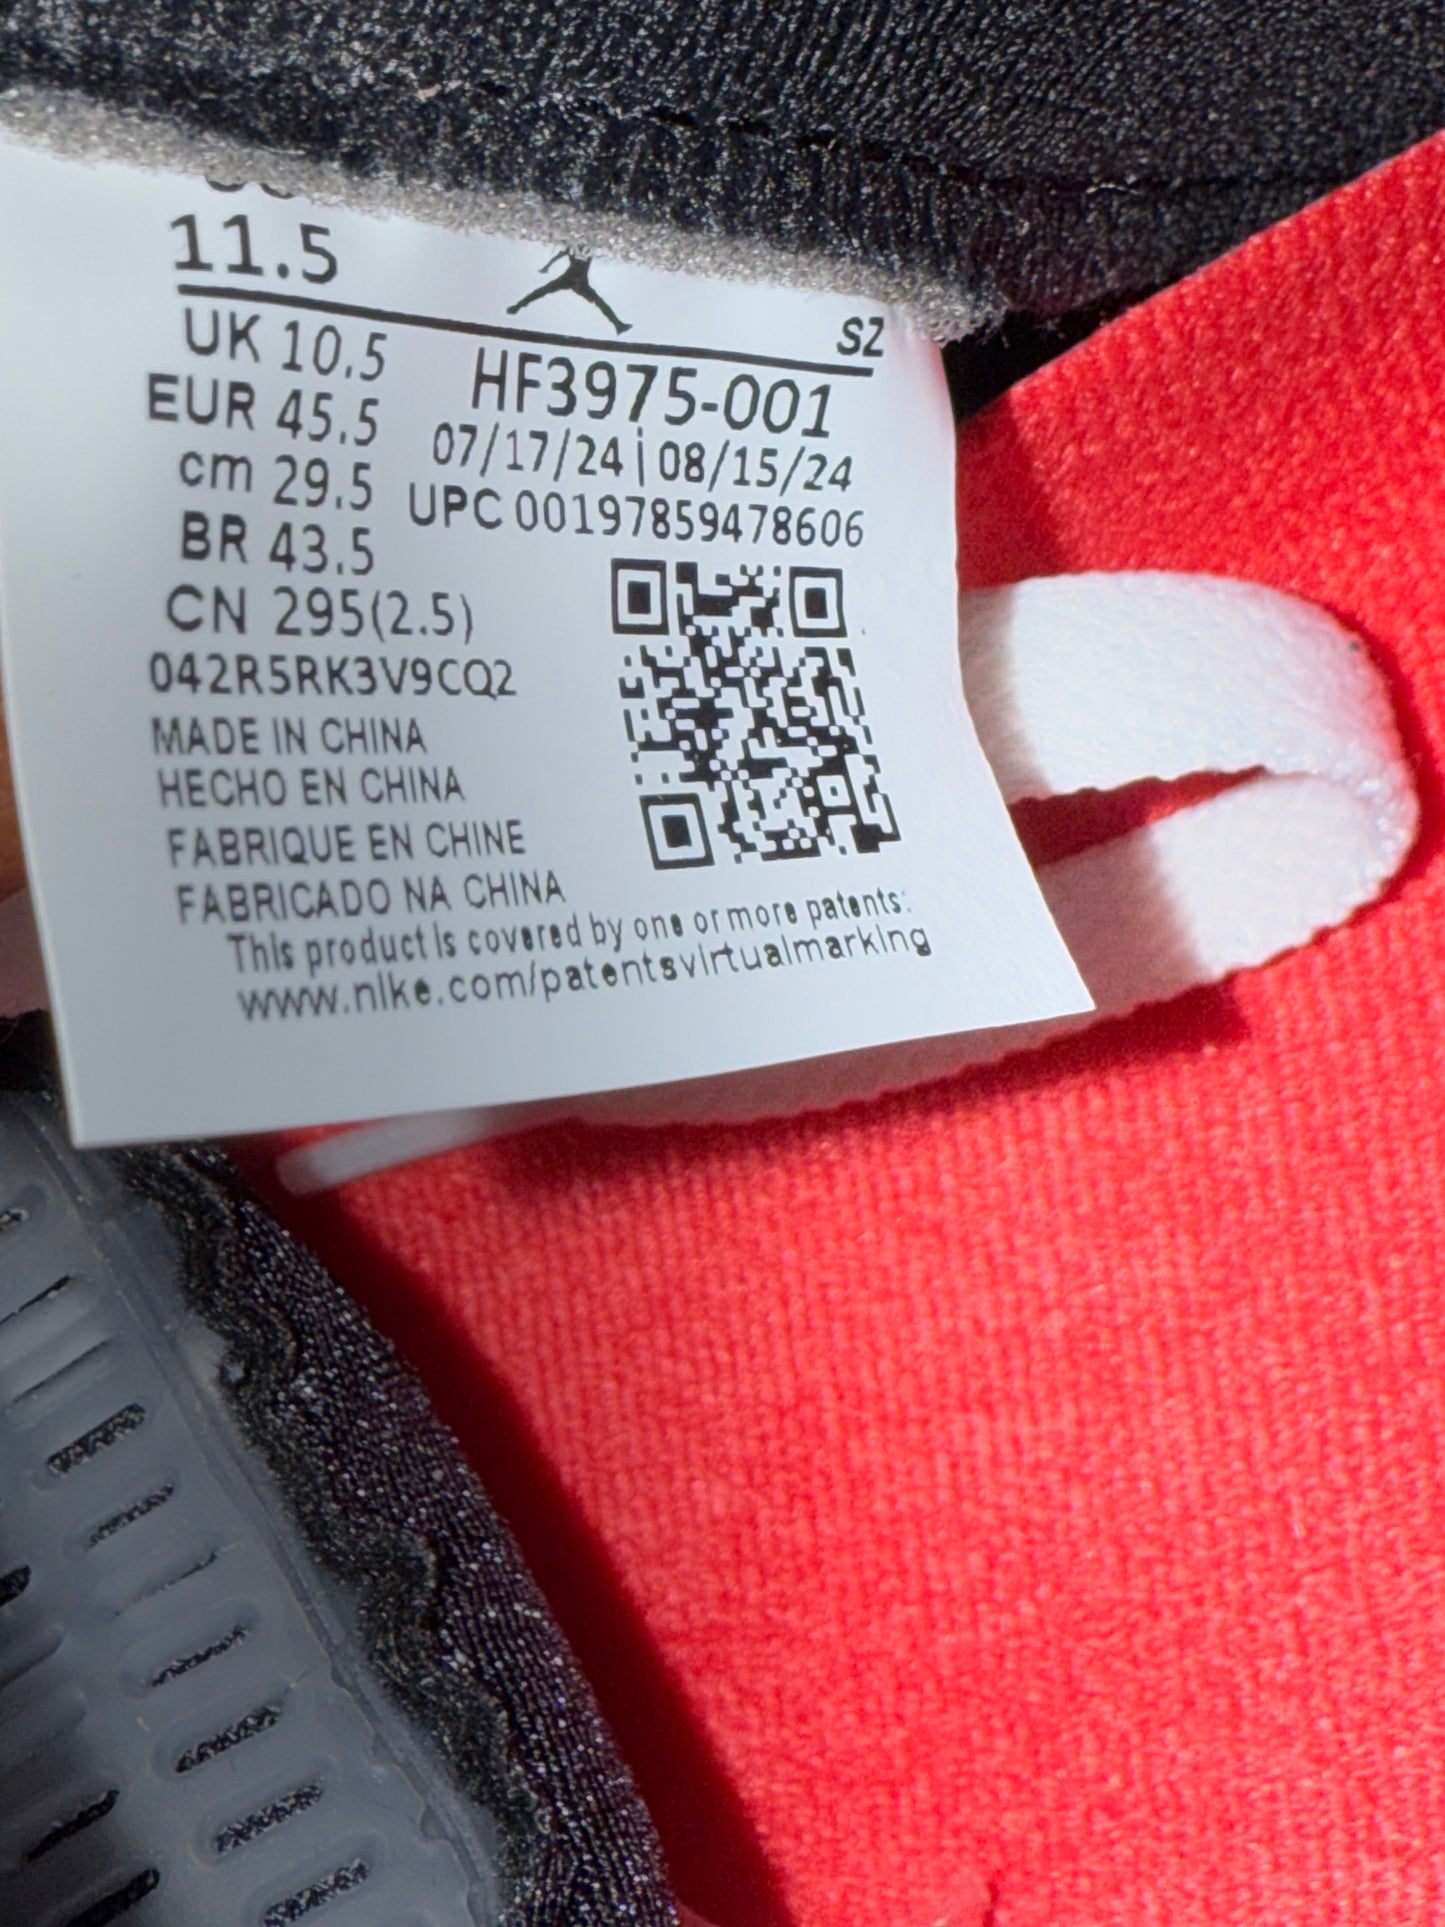 11.5
SZ
UK 10.5
HF3975-001
EUR 45.5
07/17/24 | 08/15/24
cm 29.5
UPC 00197859478606
BR 43.5
CN 295(2.5)
042R5RK3V9CQ2
MADE IN CHINA
HECHO EN CHINA
FABRIQUE EN CHINE
FABRICADO NA CHINA
This product is covered by one or more patents:
www.nike.com/patentsvirtualmarking